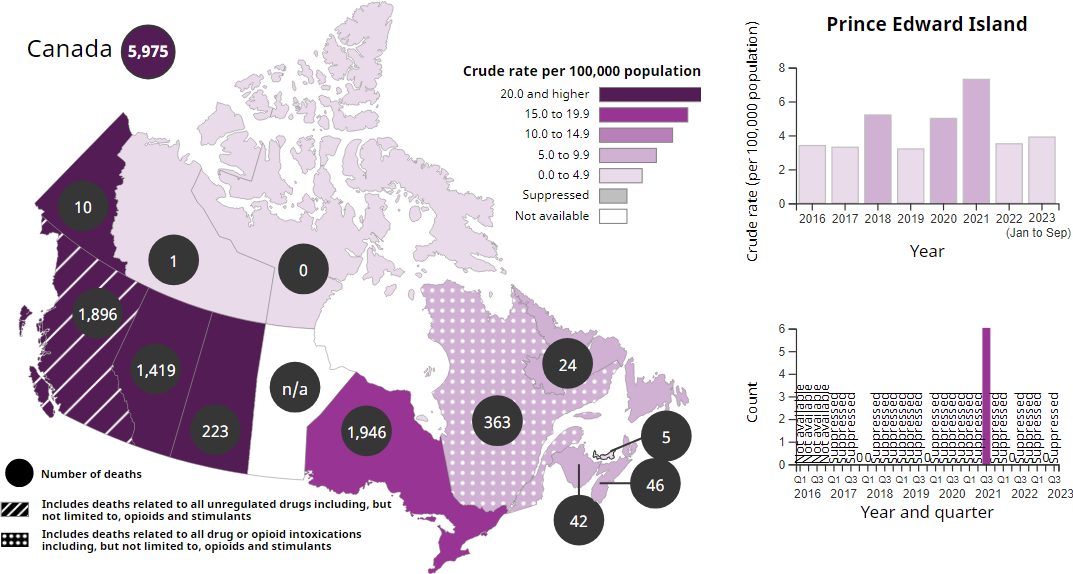 Canada 5,975
Crude rate per 100,000 population
20.0 and higher
15.0 to 19.9
10.0 to 14.9
5.0 to 9.9
0.0 to 4.9
Suppressed
Not available
10
1
0
1,896
1,419
223
n/a
1,946
363
24
5
46
42
Number of deaths
Includes deaths related to all unregulated drugs including, but
not limited to, opioids and stimulants
Includes deaths related to all drug or opioid intoxications
including, but not limited to, opioids and stimulants
Prince Edward Island
Crude rate (per 100,000 population)
8
6
4
2
0
2016 2017 2018 2019 2020 2021 2022 2023
(Jan to Sep)
Year
Count
6
5
4
3
2
1
0
Not available
Not available
Not available
Not available
Suppressed
Suppressed
Suppressed
0
0
Suppressed
Suppressed
Suppressed
Suppressed
Suppressed
Suppressed
0
Suppressed
Suppressed
Suppressed
Suppressed
Suppressed
Suppressed
Suppressed
Suppressed
0
Suppressed
Suppressed
Suppressed
0
Suppressed
Q1 Q3 Q1 Q3 Q1 Q3 Q1 Q3 Q1 Q3 Q1 Q3 Q1 Q3 Q1 Q3
2016 2017 2018 2019 2020 2021 2022 2023
Year and quarter